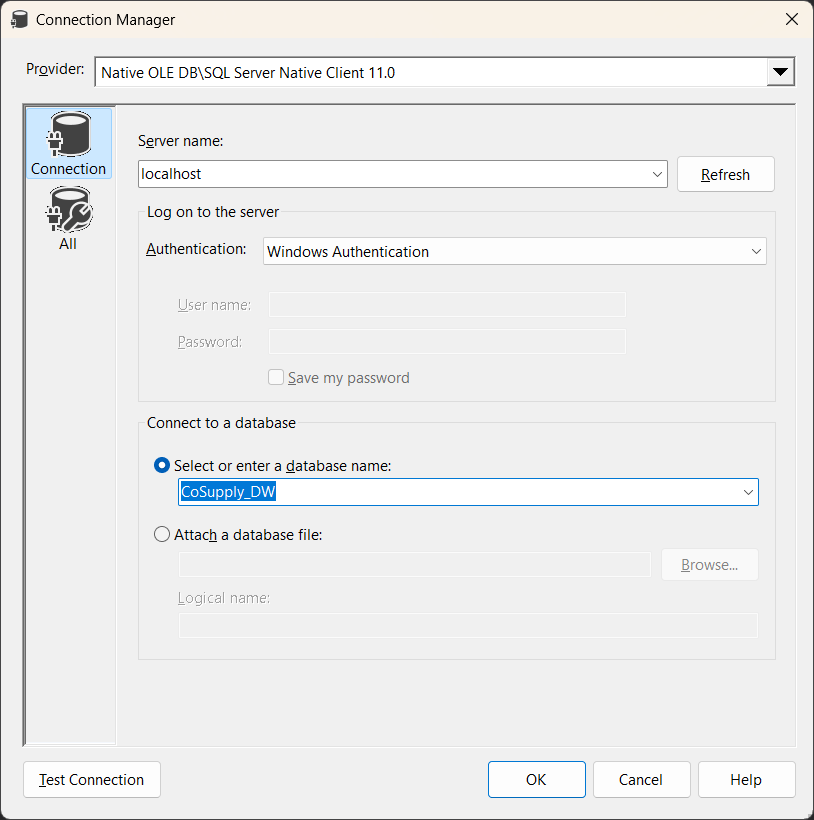 Connection Manager
Provider: Native OLE DB\SQL Server Native Client 11.0
Connection
All
Server name:
localhost
Refresh
Log on to the server
Authentication: Windows Authentication
User name:
Password:
Save my password
Connect to a database
Select or enter a database name:
CoSupply_DW
Attach a database file:
Browse...
Logical name:
Test Connection
OK
Cancel
Help